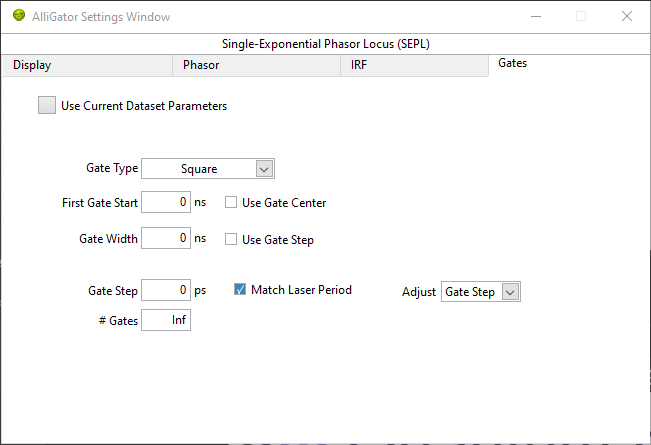 AlliGator Settings Window
Single-Exponential Phasor Locus (SEPL)
Display Phasor IRF Gates
Use Current Dataset Parameters
Gate Type Square
First Gate Start 0 ns Use Gate Center
Gate Width 0 ns Use Gate Step
Gate Step 0 ps Match Laser Period Adjust Gate Step
# Gates Inf